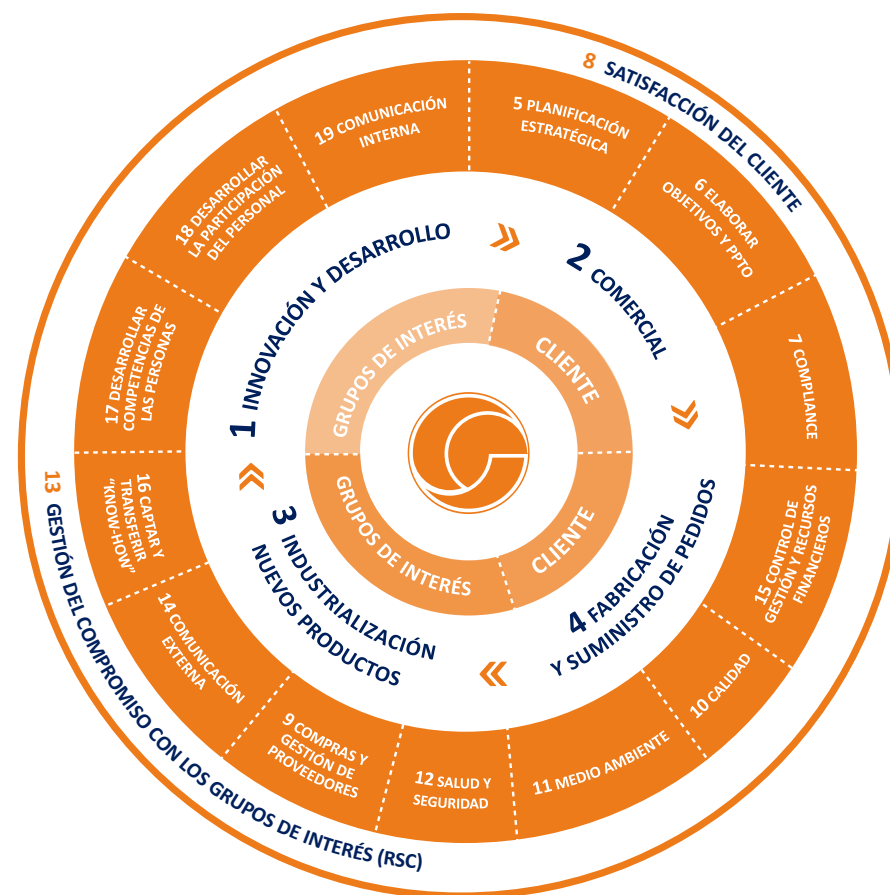 8 SATISFACCIÓN DEL CLIENTE
5 PLANIFICACIÓN
ESTRATÉGICA
6 ELABORAR
OBJETIVOS Y PPTO
7 COMPLIANCE
15 CONTROL DE
GESTIÓN Y RECURSOS
FINANCIEROS
10 CALIDAD
11 MEDIO AMBIENTE
12 SALUD Y
SEGURIDAD
9 COMPRAS Y
GESTIÓN DE
PROVEEDORES
14 COMUNICACIÓN
EXTERNA
16 CAPTAR Y
TRANSFERIR
“KNOW-HOW”
17 DESARROLLAR
COMPETENCIAS DE
LAS PERSONAS
18 DESARROLLAR
LA PARTICIPACIÓN
DEL PERSONAL
19 COMUNICACIÓN
INTERNA
13 GESTIÓN DEL COMPROMISO CON LOS GRUPOS DE INTERÉS (RSC)
1 INNOVACIÓN Y DESARROLLO
2 COMERCIAL
4 FABRICACIÓN
Y SUMINISTRO DE PEDIDOS
3 INDUSTRIALIZACIÓN
NUEVOS PRODUCTOS
GRUPOS DE INTERÉS
CLIENTE
CLIENTE
GRUPOS DE INTERÉS